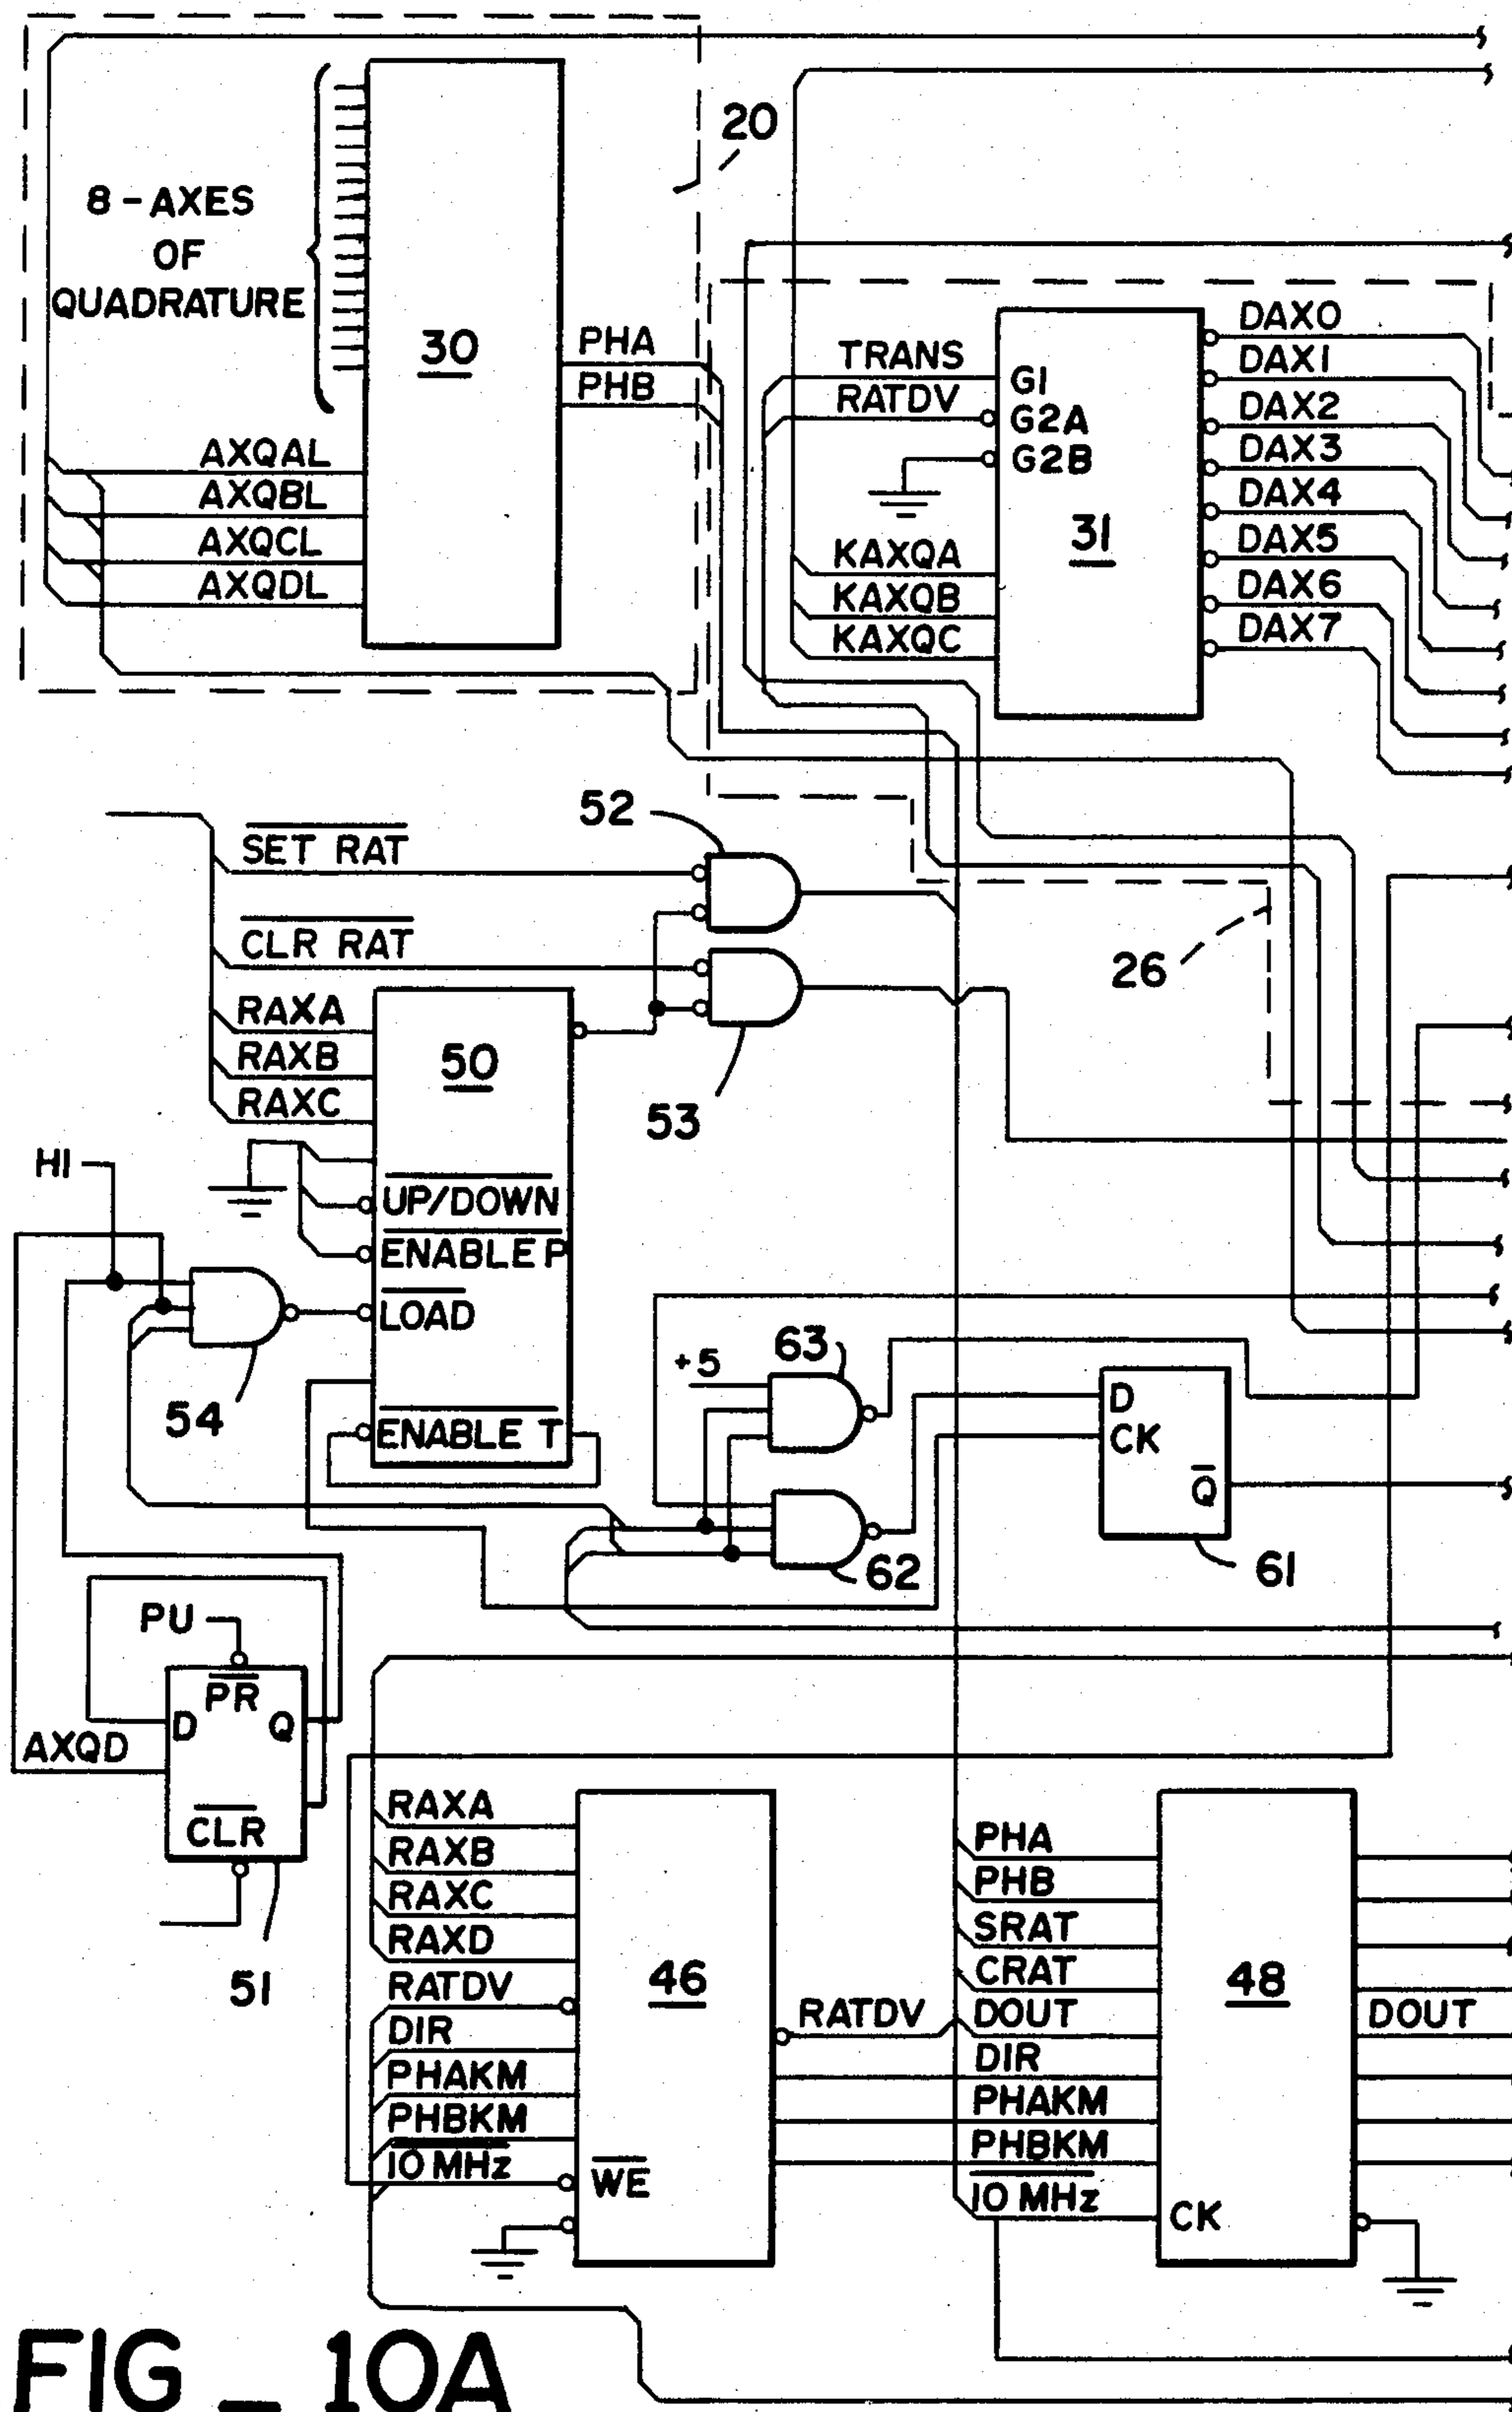 20
8-AXES
OF
QUADRATURE
30
PHA
PHB
AXQAL
AXQBL
AXQCL
AXQDL
TRANS
RATDV
G1
G2A
G2B
31
KAXQA
KAXQB
KAXQC
DAX0
DAX1
DAX2
DAX3
DAX4
DAX5
DAX6
DAX7
52
SET RAT
CLR RAT
26
RAXA
RAXB
RAXC
50
53
HI
UP/DOWN
ENABLE P
LOAD
ENABLE T
54
+5
63
62
D
CK
Q
61
PU
PR
D
Q
AXQD
CLR
51
RAXA
RAXB
RAXC
RAXD
RATDV
DIR
PHAKM
PHBKM
10 MHz
WE
46
RATDV
PHA
PHB
SRAT
CRAT
DOUT
DIR
PHAKM
PHBKM
10 MHz
CK
48
DOUT
FIG_10A